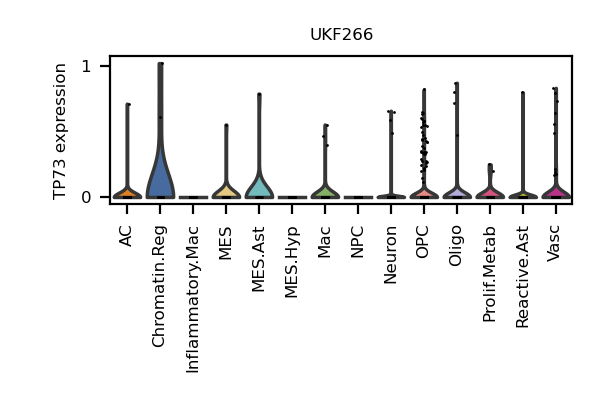 UKF266
TP73 expression
1
0
AC
Chromatin.Reg
Inflammatory.Mac
MES
MES.Ast
MES.Hyp
Mac
NPC
Neuron
OPC
Oligo
Prolif.Metab
Reactive.Ast
Vasc